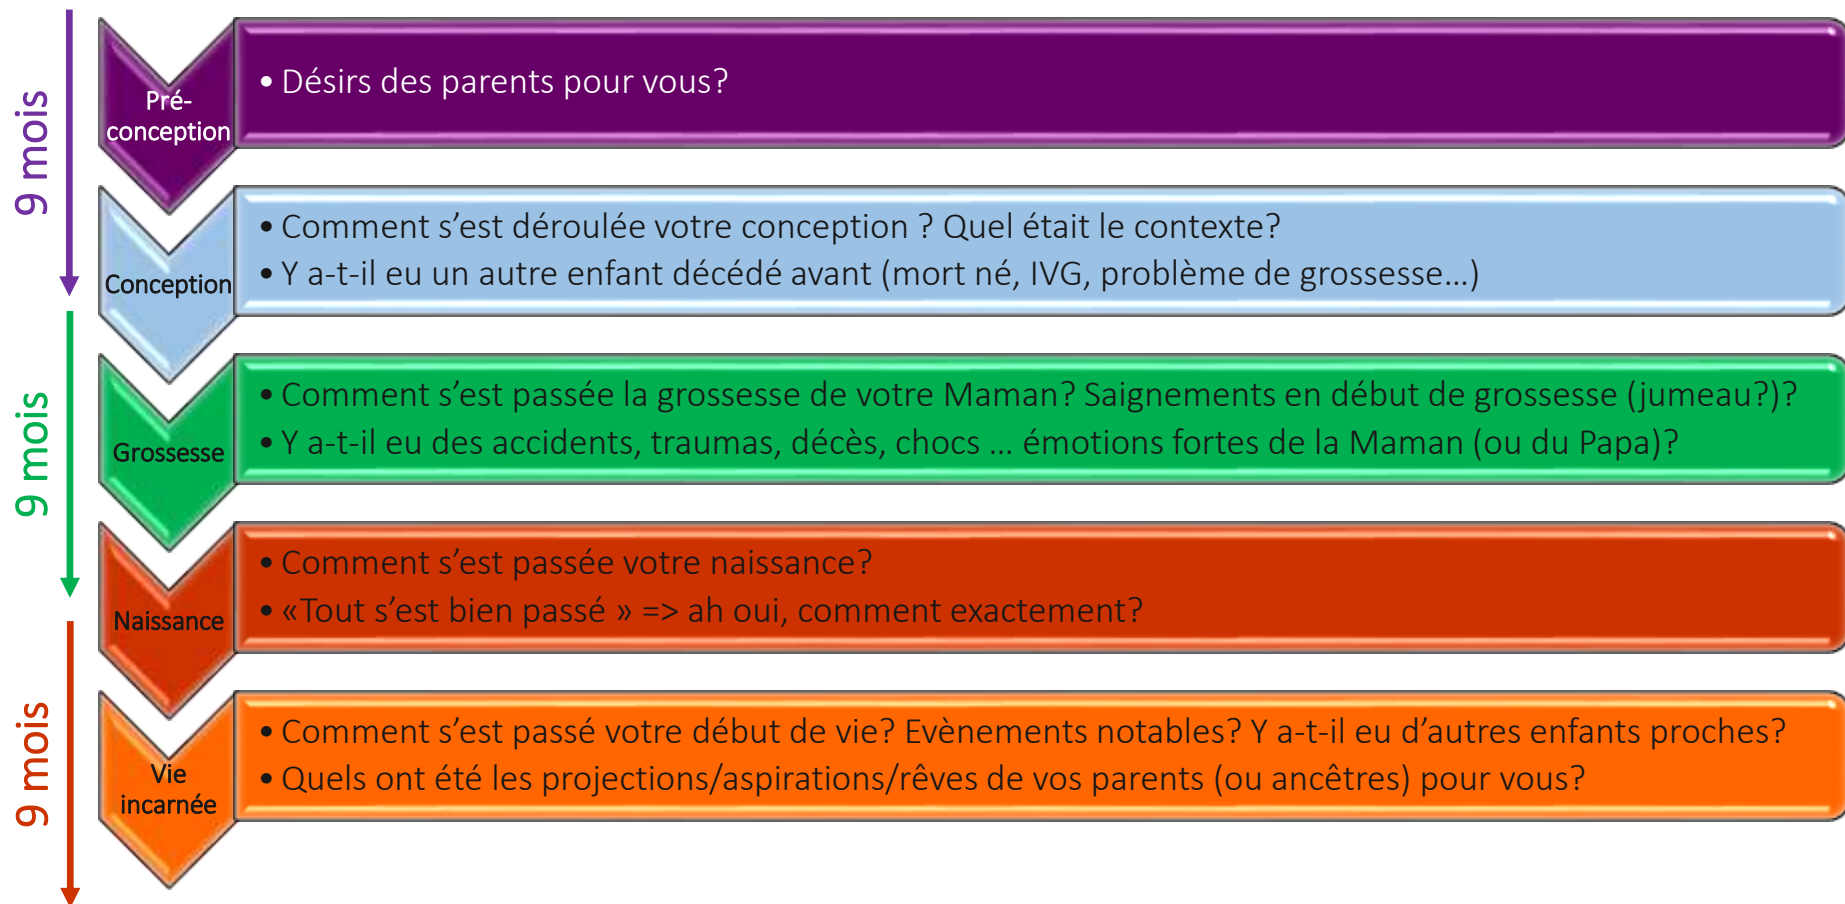 9 mois
Pré-
conception
• Désirs des parents pour vous?
Conception
• Comment s’est déroulée votre conception ? Quel était le contexte?
• Y a-t-il eu un autre enfant décédé avant (mort né, IVG, problème de grossesse…)
9 mois
Grossesse
• Comment s’est passée la grossesse de votre Maman? Saignements en début de grossesse (jumeau?)?
• Y a-t-il eu des accidents, traumas, décès, chocs … émotions fortes de la Maman (ou du Papa)?
Naissance
• Comment s’est passée votre naissance?
• «Tout s’est bien passé » => ah oui, comment exactement?
9 mois
Vie
incarnée
• Comment s’est passé votre début de vie? Evènements notables? Y a-t-il eu d’autres enfants proches?
• Quels ont été les projections/aspirations/rêves de vos parents (ou ancêtres) pour vous?